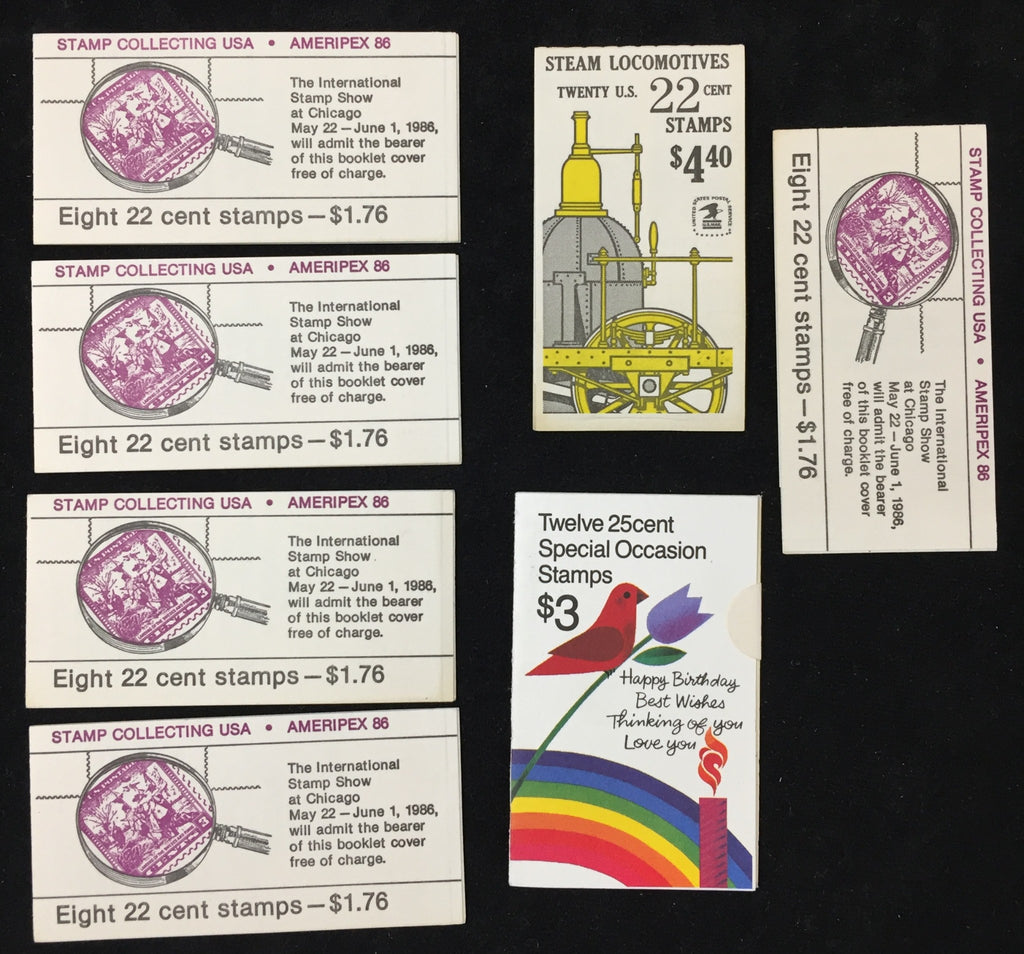 STAMP COLLECTING USA • AMERIPEX 86
The International
Stamp Show
at Chicago
May 22 – June 1, 1986,
will admit the bearer
of this booklet cover
free of charge.
Eight 22 cent stamps – $1.76
STAMP COLLECTING USA • AMERIPEX 86
The International
Stamp Show
at Chicago
May 22 – June 1, 1986,
will admit the bearer
of this booklet cover
free of charge.
Eight 22 cent stamps – $1.76
STAMP COLLECTING USA • AMERIPEX 86
The International
Stamp Show
at Chicago
May 22 – June 1, 1986,
will admit the bearer
of this booklet cover
free of charge.
Eight 22 cent stamps – $1.76
STAMP COLLECTING USA • AMERIPEX 86
The International
Stamp Show
at Chicago
May 22 – June 1, 1986,
will admit the bearer
of this booklet cover
free of charge.
Eight 22 cent stamps – $1.76
STEAM LOCOMOTIVES
TWENTY U.S. 22 CENT
STAMPS
$4.40
UNITED STATES POSTAL SERVICE
U.S.MAIL
Twelve 25cent
Special Occasion
Stamps
$3
Happy Birthday
Best Wishes
Thinking of you
Love you
STAMP COLLECTING USA • AMERIPEX 86
The International
Stamp Show
at Chicago
May 22 – June 1, 1986,
will admit the bearer
of this booklet cover
free of charge.
Eight 22 cent stamps – $1.76